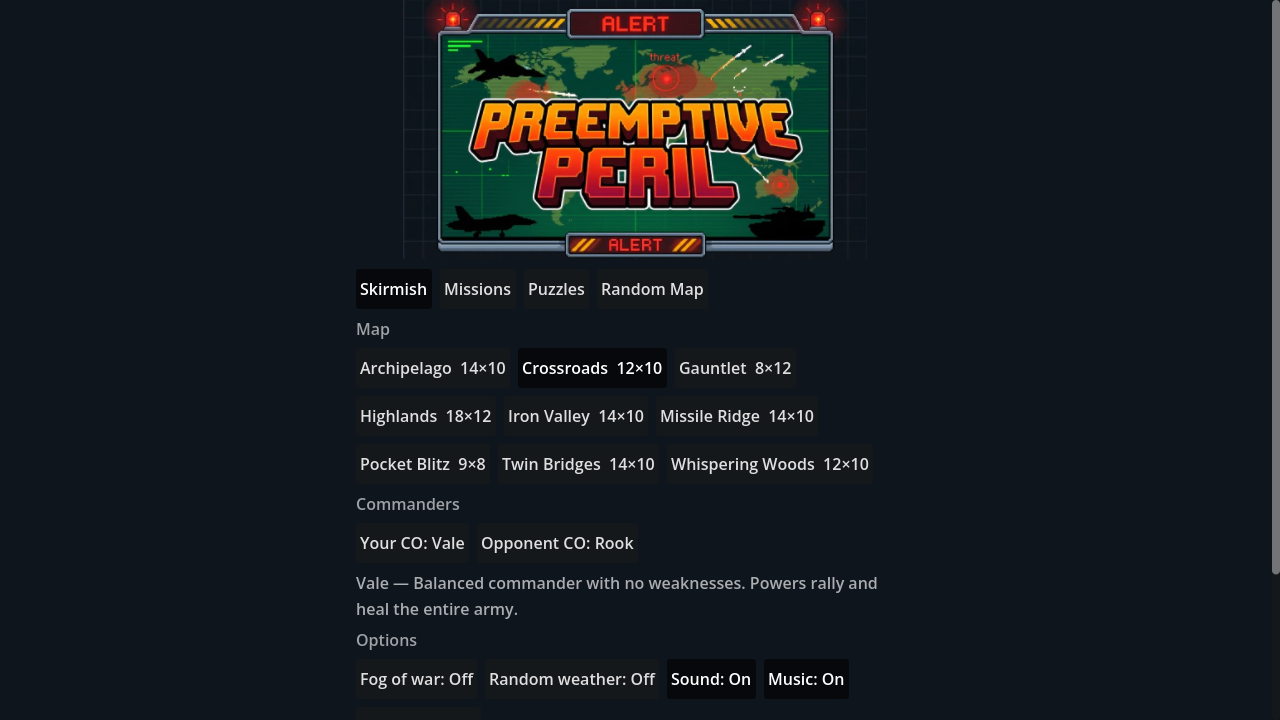 ALERT
threat
PREEMPTIVE
PERIL
ALERT
Skirmish Missions Puzzles Random Map
Map
Archipelago 14×10 Crossroads 12×10 Gauntlet 8×12
Highlands 18×12 Iron Valley 14×10 Missile Ridge 14×10
Pocket Blitz 9×8 Twin Bridges 14×10 Whispering Woods 12×10
Commanders
Your CO: Vale Opponent CO: Rook
Vale — Balanced commander with no weaknesses. Powers rally and
heal the entire army.
Options
Fog of war: Off Random weather: Off Sound: On Music: On